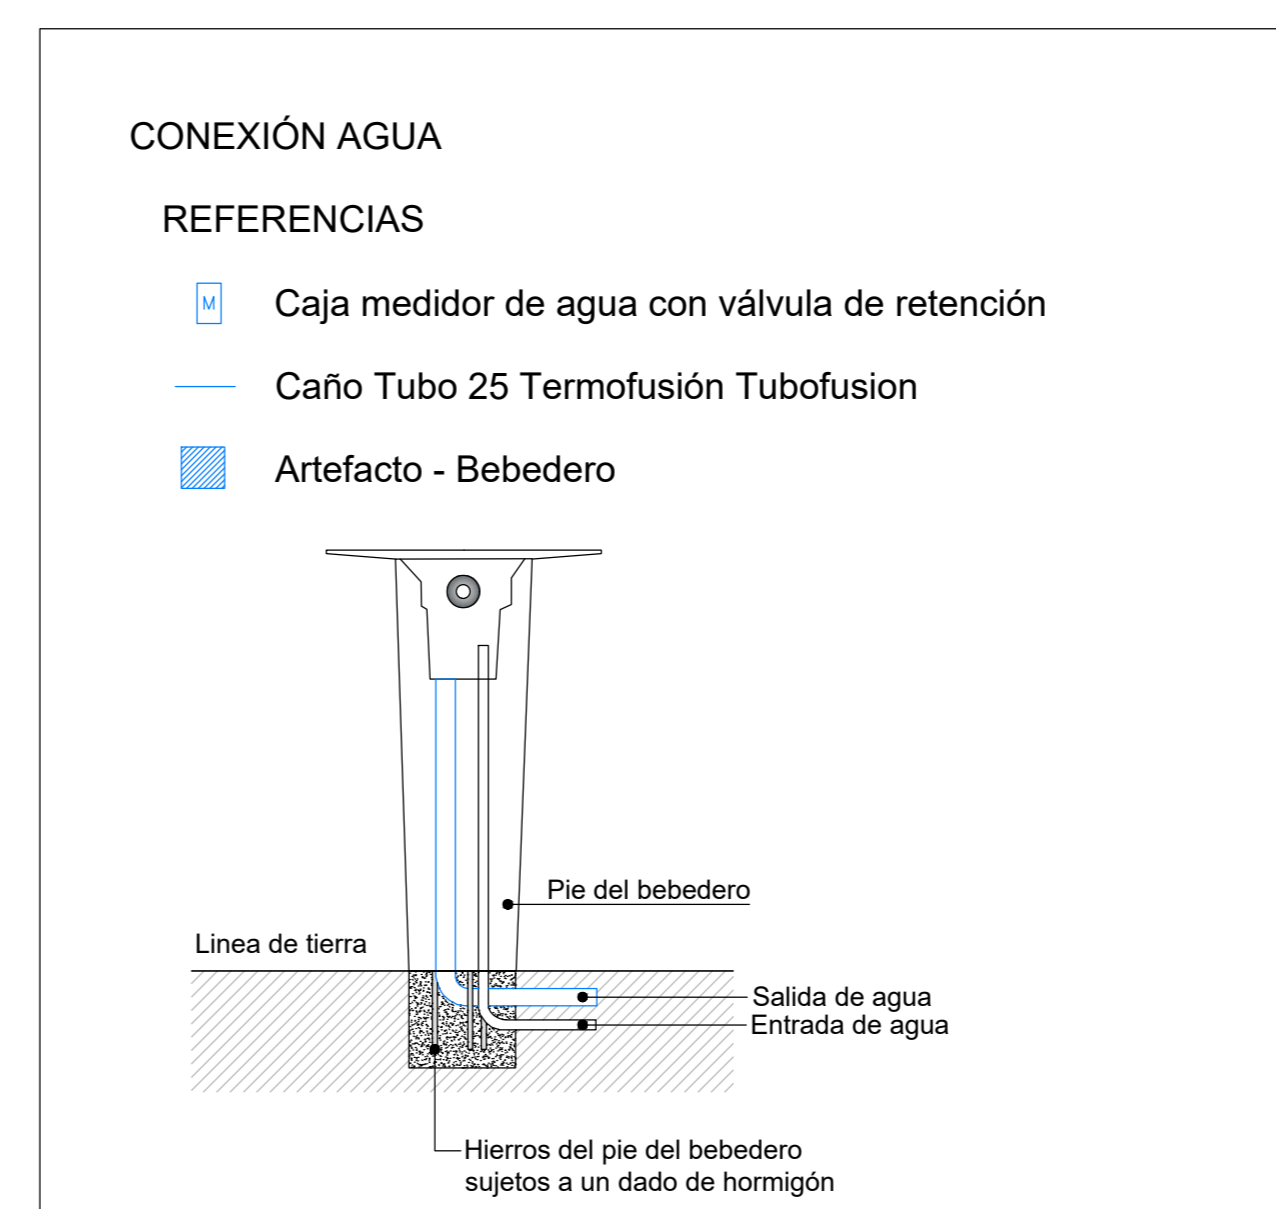 CONEXIÓN AGUA
REFERENCIAS
M
Caja medidor de agua con válvula de retención
Caño Tubo 25 Termofusión Tubofusion
Artefacto - Bebedero
Pie del bebedero
Linea de tierra
Salida de agua
Entrada de agua
Hierros del pie del bebedero
sujetos a un dado de hormigón